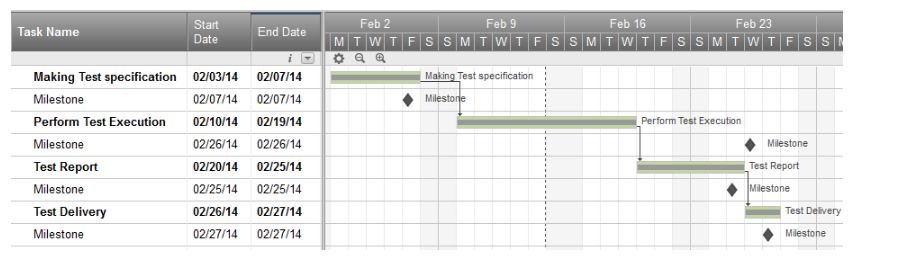 Task Name Start Date End Date Feb 2 Feb 9 Feb 16 Feb 23
M T W T F S S M T W T F S S M T W T F S S M T W T F S S M
i
Making Test specification 02/03/14 02/07/14 Making Test specification
Milestone 02/07/14 02/07/14 Milestone
Perform Test Execution 02/10/14 02/19/14 Perform Test Execution
Milestone 02/26/14 02/26/14 Milestone
Test Report 02/20/14 02/25/14 Test Report
Milestone 02/25/14 02/25/14 Milestone
Test Delivery 02/26/14 02/27/14 Test Delivery
Milestone 02/27/14 02/27/14 Milestone